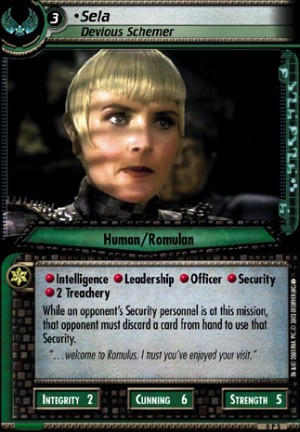 3
•Sela
Devious Schemer
Human/Romulan
Intelligence Leadership Officer Security
2 Treachery
While an opponent's Security personnel is at this mission,
that opponent must discard a card from hand to use that
Security.
"…welcome to Romulus. I trust you've enjoyed your visit."
INTEGRITY 2 CUNNING 6 STRENGTH 5